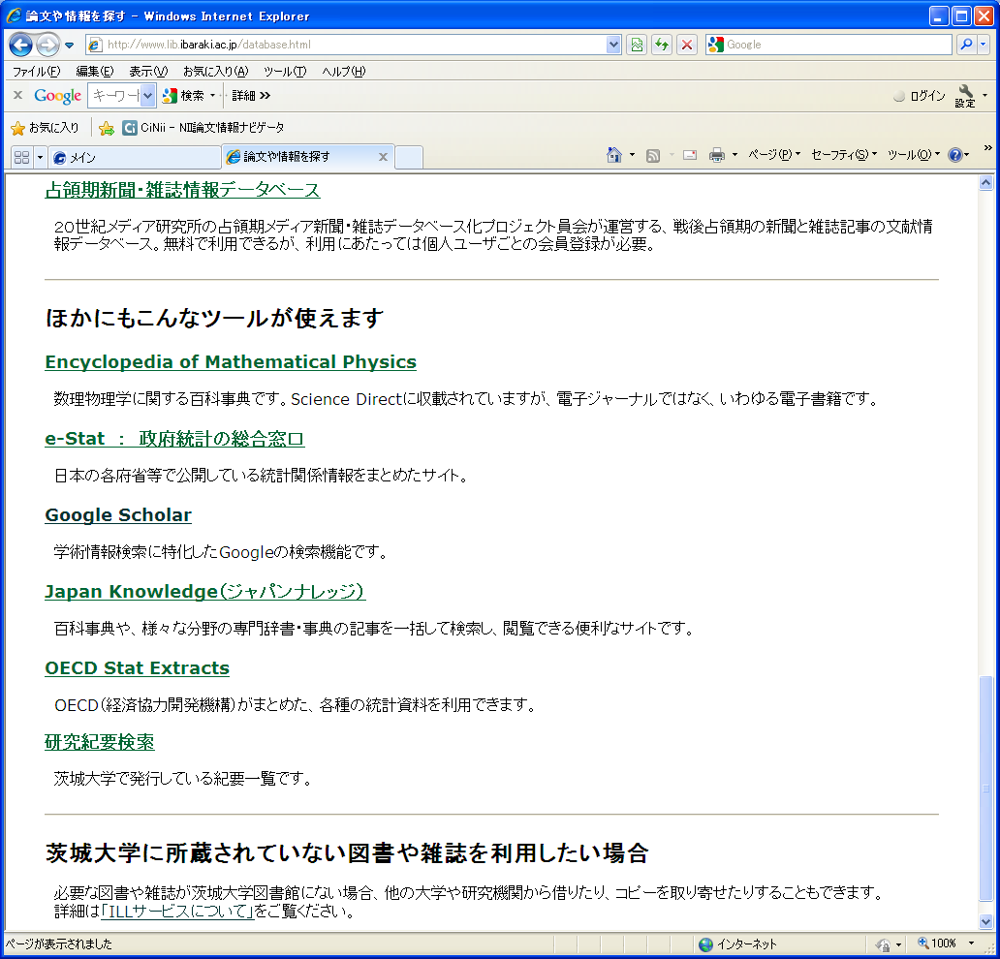 論文や情報を探す - Windows Internet Explorer
http://www.lib.ibaraki.ac.jp/database.html
Google
ファイル(F) 編集(E) 表示(V) お気に入り(A) ツール(T) ヘルプ(H)
x Google キーワード 検索 詳細 >> ログイン 設定
お気に入り CiNii - NII論文情報ナビゲータ
メイン 論文や情報を探す x ページ(P) セーフティ(S) ツール(O) >>
占領期新聞・雑誌情報データベース
20世紀メディア研究所の占領期メディア新聞・雑誌データベース化プロジェクト員会が運営する、戦後占領期の新聞と雑誌記事の文献情
報データベース。無料で利用できるが、利用にあたっては個人ユーザごとの会員登録が必要。
ほかにもこんなツールが使えます
Encyclopedia of Mathematical Physics
数理物理学に関する百科事典です。Science Directに収載されていますが、電子ジャーナルではなく、いわゆる電子書籍です。
e-Stat : 政府統計の総合窓口
日本の各府省等で公開している統計関係情報をまとめたサイト。
Google Scholar
学術情報検索に特化したGoogleの検索機能です。
Japan Knowledge(ジャパンナレッジ)
百科事典や、様々な分野の専門辞書・事典の記事を一括して検索し、閲覧できる便利なサイトです。
OECD Stat Extracts
OECD(経済協力開発機構)がまとめた、各種の統計資料を利用できます。
研究紀要検索
茨城大学で発行している紀要一覧です。
茨城大学に所蔵されていない図書や雑誌を利用したい場合
必要な図書や雑誌が茨城大学図書館にない場合、他の大学や研究機関から借りたり、コピーを取り寄せたりすることもできます。
詳細は「ILLサービスについて」をご覧ください。
ページが表示されました インターネット 100%